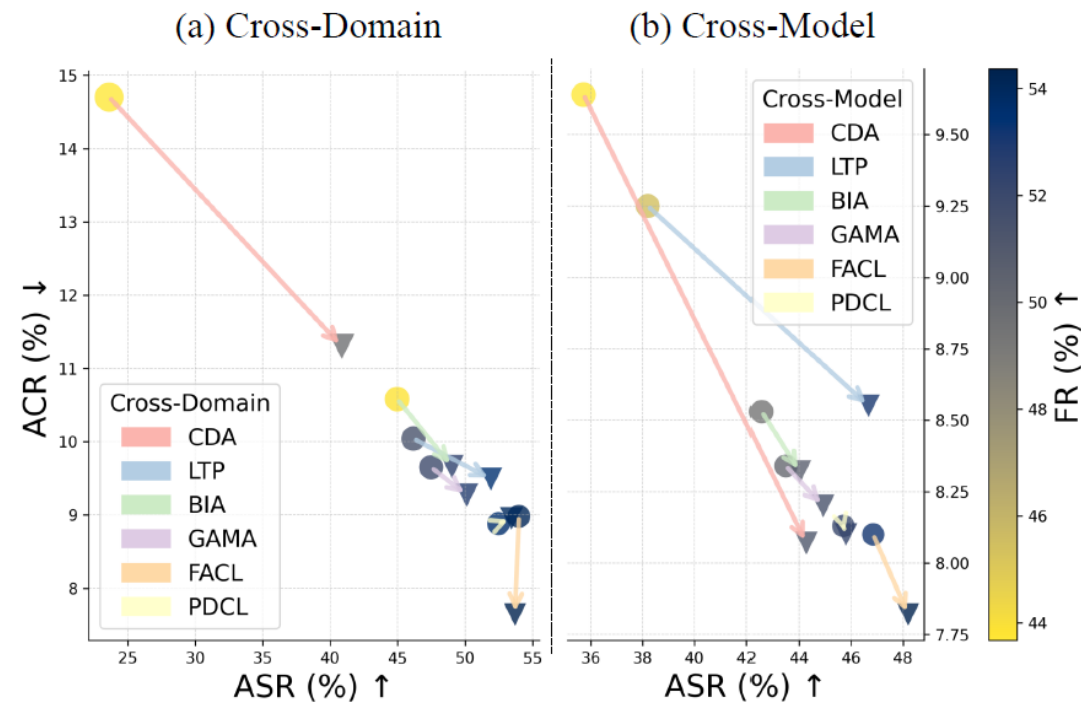 (a) Cross-Domain
(b) Cross-Model
15
14
13
12
11
10
9
8
ACR (%) ↓
Cross-Domain
CDA
LTP
BIA
GAMA
FACL
PDCL
25
30
35
40
45
50
55
ASR (%) ↑
Cross-Model
CDA
LTP
BIA
GAMA
FACL
PDCL
9.50
9.25
9.00
8.75
8.50
8.25
8.00
7.75
36
38
40
42
44
46
48
ASR (%) ↑
54
52
50
48
46
44
FR (%) ↑